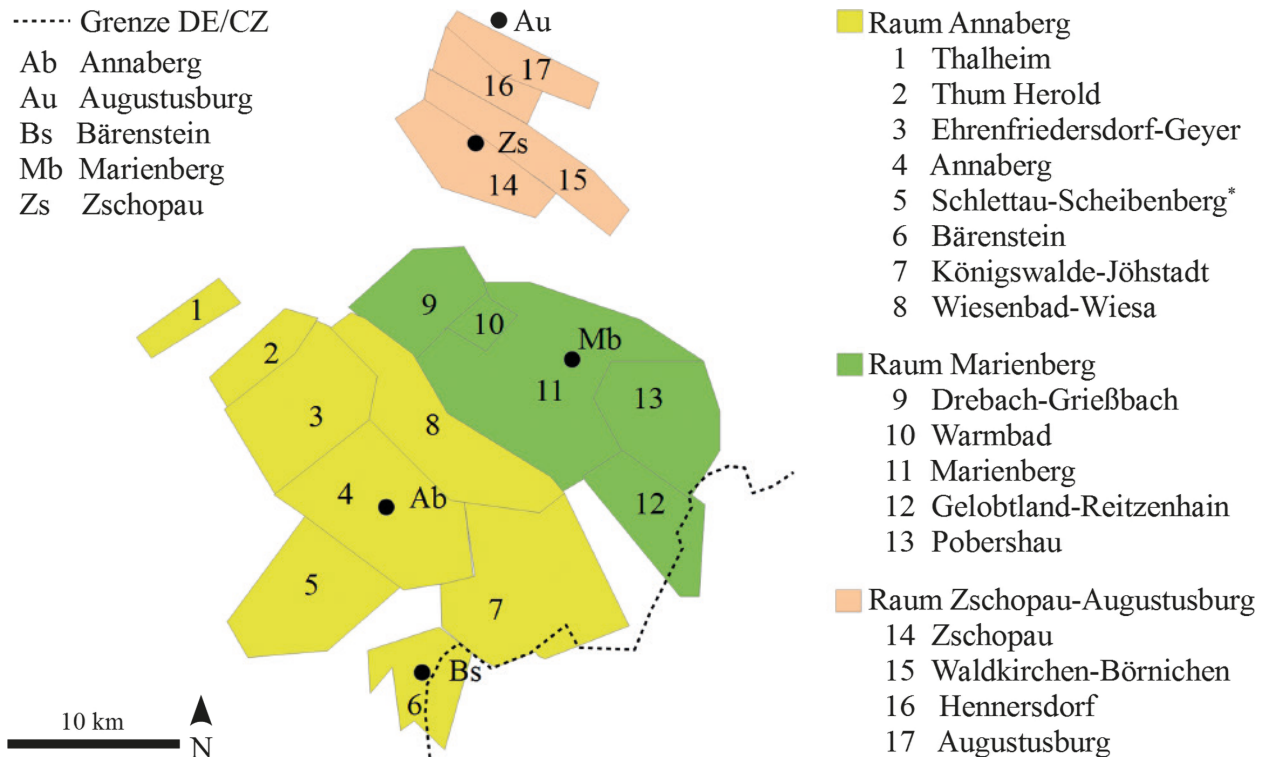 Grenze DE/CZ
Ab Annaberg
Au Augustusburg
Bs Bärenstein
Mb Marienberg
Zs Zschopau
Au
17
16
Zs
15
14
1
9
10
Mb
2
13
11
3
8
4
Ab
12
5
7
Bs
6
10 km
N
Raum Annaberg
1 Thalheim
2 Thum Herold
3 Ehrenfriedersdorf-Geyer
4 Annaberg
5 Schlettau-Scheibenberg*
6 Bärenstein
7 Königswalde-Jöhstadt
8 Wiesenbad-Wiesa
Raum Marienberg
9 Drebach-Grießbach
10 Warmbad
11 Marienberg
12 Gelobtland-Reitzenhain
13 Pobershau
Raum Zschopau-Augustusburg
14 Zschopau
15 Waldkirchen-Börnichen
16 Hennersdorf
17 Augustusburg